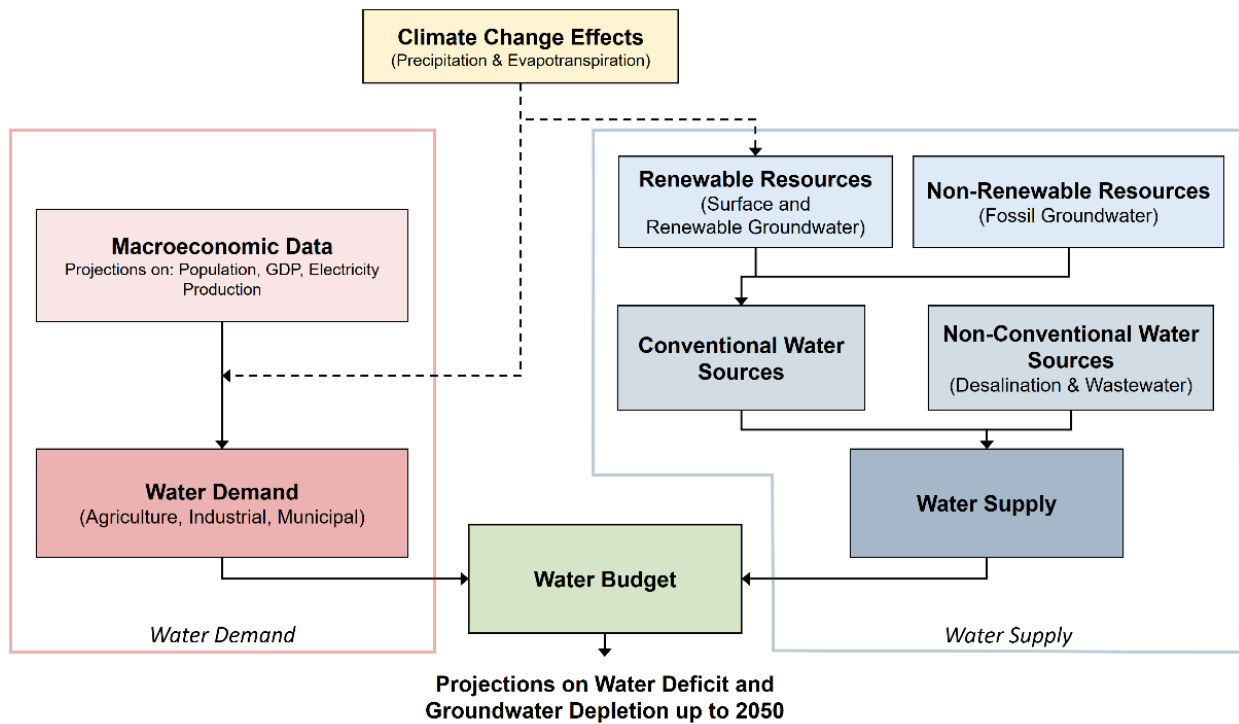 Climate Change Effects
(Precipitation & Evapotranspiration)
Macroeconomic Data
Projections on: Population, GDP, Electricity
Production
Water Demand
(Agriculture, Industrial, Municipal)
Water Demand
Renewable Resources
(Surface and
Renewable Groundwater)
Non-Renewable Resources
(Fossil Groundwater)
Conventional Water
Sources
Non-Conventional Water
Sources
(Desalination & Wastewater)
Water Supply
Water Supply
Water Budget
Projections on Water Deficit and
Groundwater Depletion up to 2050